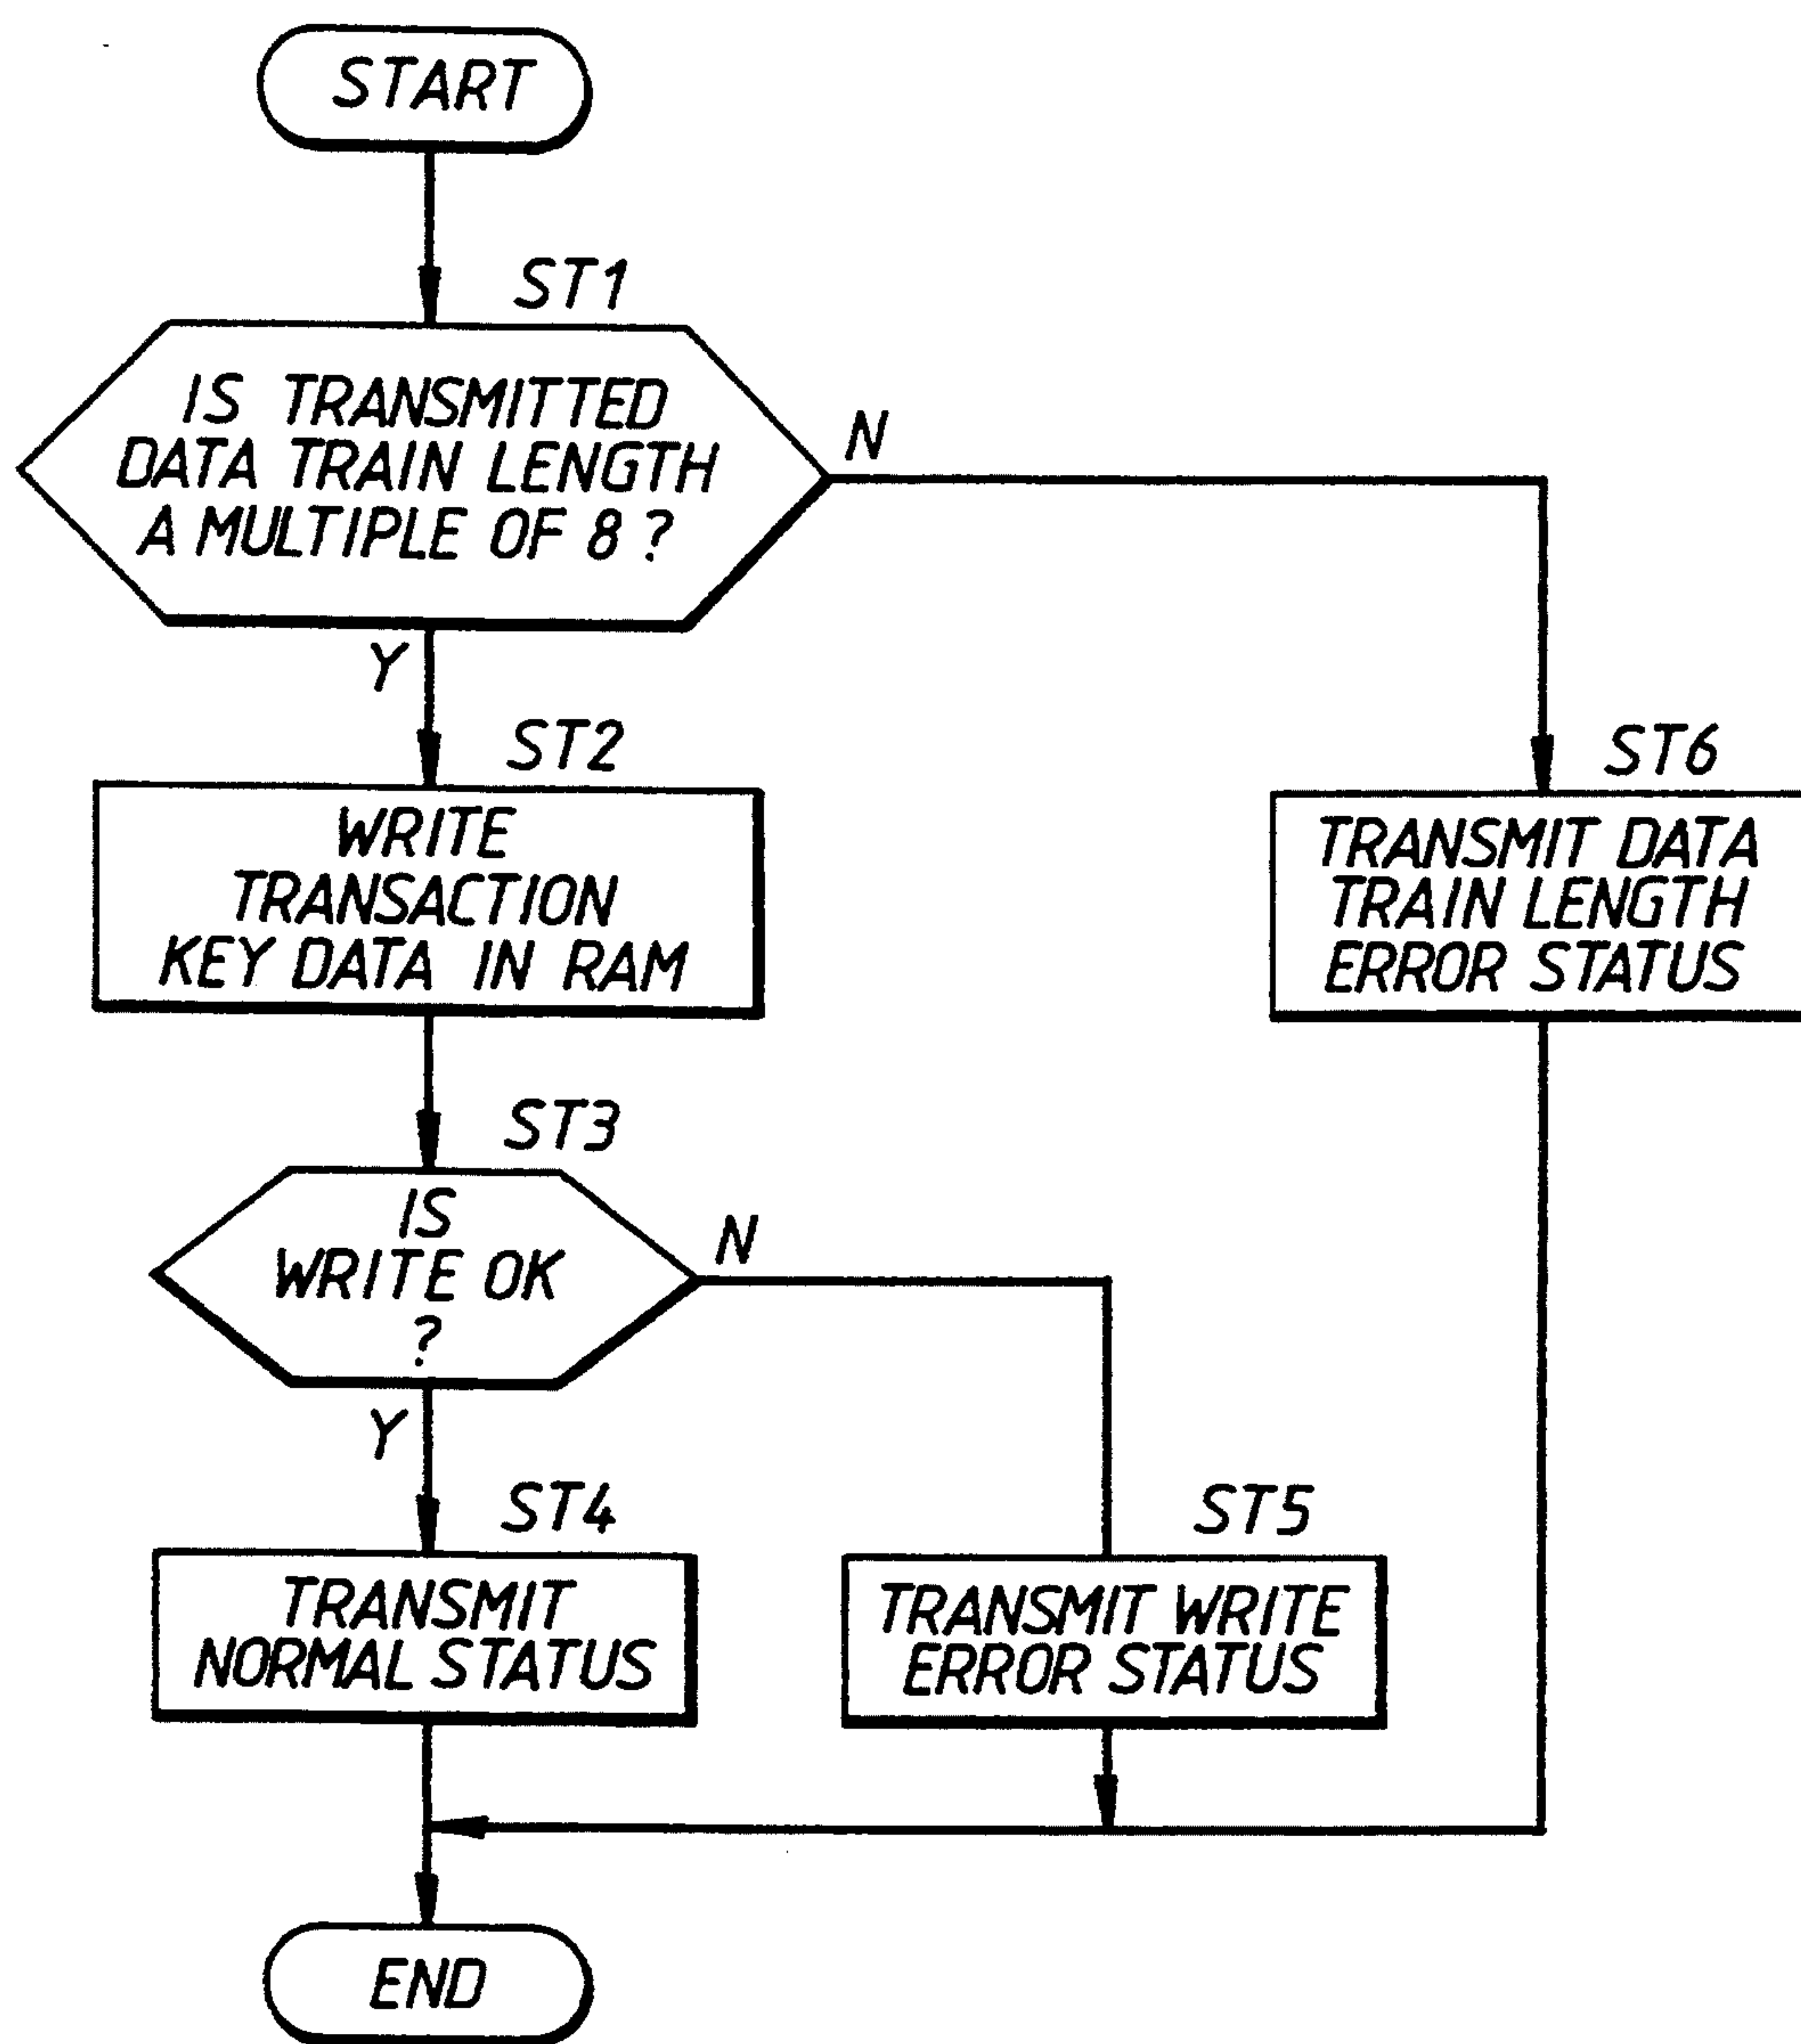 START
ST1
IS TRANSMITTED
DATA TRAIN LENGTH
A MULTIPLE OF 8 ?
N
Y
ST2
WRITE
TRANSACTION
KEY DATA IN RAM
ST6
TRANSMIT DATA
TRAIN LENGTH
ERROR STATUS
ST3
IS
WRITE OK
?
N
Y
ST4
TRANSMIT
NORMAL STATUS
ST5
TRANSMIT WRITE
ERROR STATUS
END